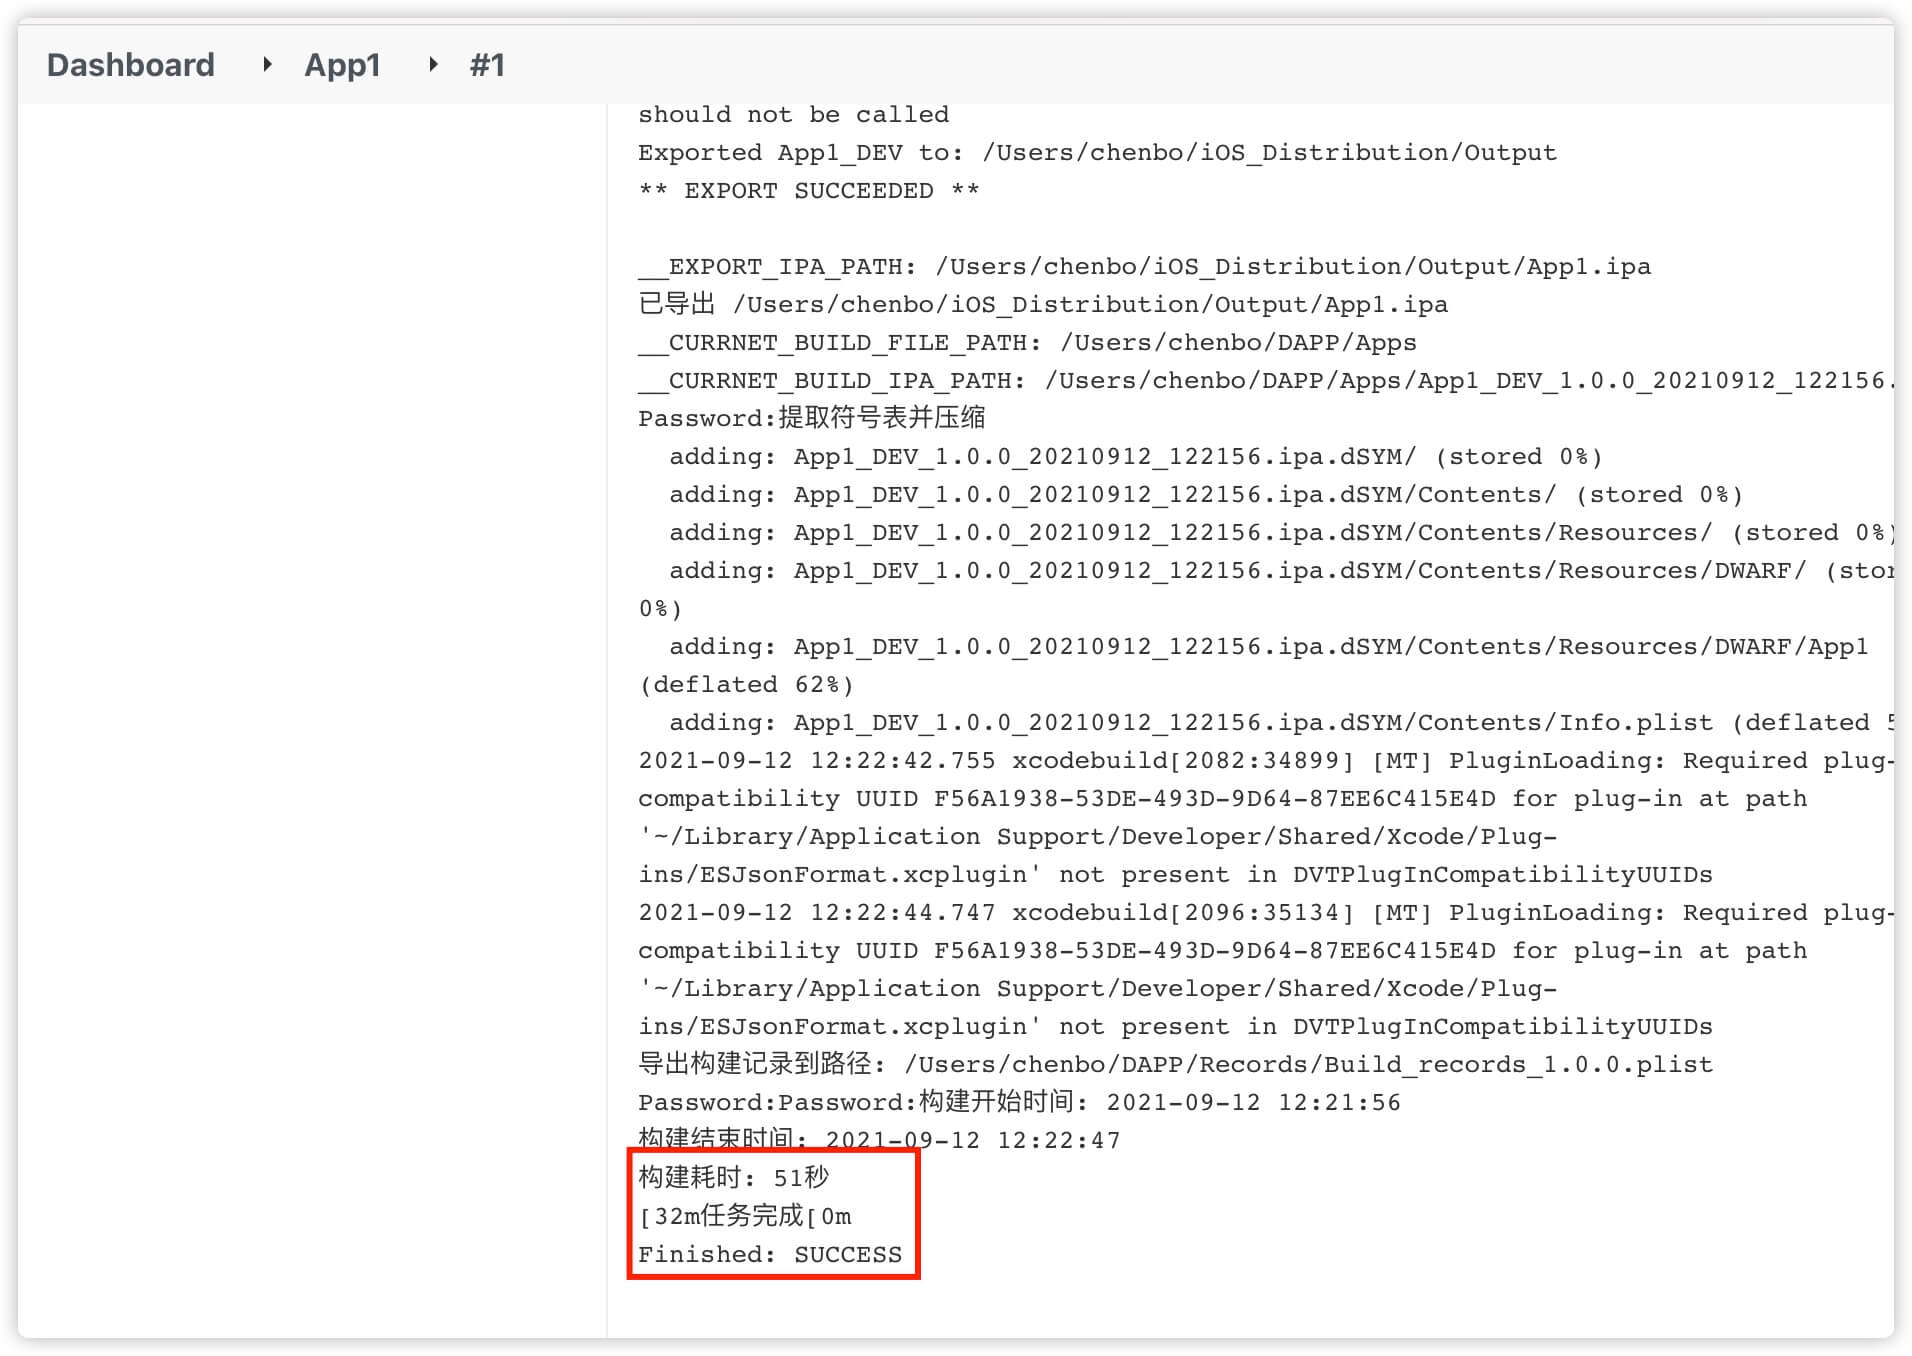 Dashboard ▸ App1 ▸ #1
should not be called
Exported App1_DEV to: /Users/chenbo/iOS_Distribution/Output
** EXPORT SUCCEEDED **
__EXPORT_IPA_PATH: /Users/chenbo/iOS_Distribution/Output/App1.ipa
已导出 /Users/chenbo/iOS_Distribution/Output/App1.ipa
__CURRNET_BUILD_FILE_PATH: /Users/chenbo/DAPP/Apps
__CURRNET_BUILD_IPA_PATH: /Users/chenbo/DAPP/Apps/App1_DEV_1.0.0_20210912_122156.
Password:提取符号表并压缩
adding: App1_DEV_1.0.0_20210912_122156.ipa.dSYM/ (stored 0%)
adding: App1_DEV_1.0.0_20210912_122156.ipa.dSYM/Contents/ (stored 0%)
adding: App1_DEV_1.0.0_20210912_122156.ipa.dSYM/Contents/Resources/ (stored 0%)
adding: App1_DEV_1.0.0_20210912_122156.ipa.dSYM/Contents/Resources/DWARF/ (stor
0%)
adding: App1_DEV_1.0.0_20210912_122156.ipa.dSYM/Contents/Resources/DWARF/App1
(deflated 62%)
adding: App1_DEV_1.0.0_20210912_122156.ipa.dSYM/Contents/Info.plist (deflated 5
2021-09-12 12:22:42.755 xcodebuild[2082:34899] [MT] PluginLoading: Required plug-
compatibility UUID F56A1938-53DE-493D-9D64-87EE6C415E4D for plug-in at path
'~/Library/Application Support/Developer/Shared/Xcode/Plug-
ins/ESJsonFormat.xcplugin' not present in DVTPlugInCompatibilityUUIDs
2021-09-12 12:22:44.747 xcodebuild[2096:35134] [MT] PluginLoading: Required plug-
compatibility UUID F56A1938-53DE-493D-9D64-87EE6C415E4D for plug-in at path
'~/Library/Application Support/Developer/Shared/Xcode/Plug-
ins/ESJsonFormat.xcplugin' not present in DVTPlugInCompatibilityUUIDs
导出构建记录到路径: /Users/chenbo/DAPP/Records/Build_records_1.0.0.plist
Password:Password:构建开始时间: 2021-09-12 12:21:56
构建结束时间: 2021-09-12 12:22:47
构建耗时: 51秒
[32m任务完成[0m
Finished: SUCCESS